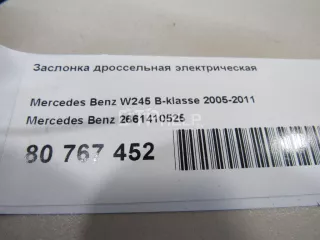 Заслонка дроссельная электрическая
Mercedes Benz W245 B-klasse 2005-2011
Mercedes Benz 2661410525
80 767 452